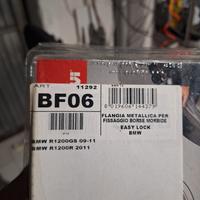 5
ART.
11292
BF06
BMW R1200GS 09-11
BMW R1200R 2011
FLANGIA METALLICA PER
FISSAGGIO BORSE MORBIDE
EASY LOCK
BMW